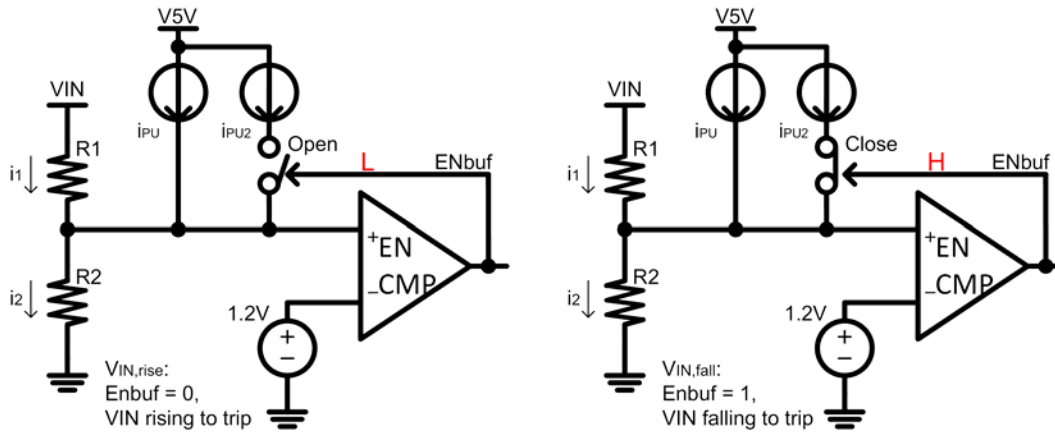 V5V
VIN
iPU
iPU2
Open
L
ENbuf
R1
i1
R2
i2
+
EN
–
CMP
1.2V
+
–
VIN,rise:
Enbuf = 0,
VIN rising to trip
V5V
VIN
iPU
iPU2
Close
H
ENbuf
R1
i1
R2
i2
+
EN
–
CMP
1.2V
+
–
VIN,fall:
Enbuf = 1,
VIN falling to trip